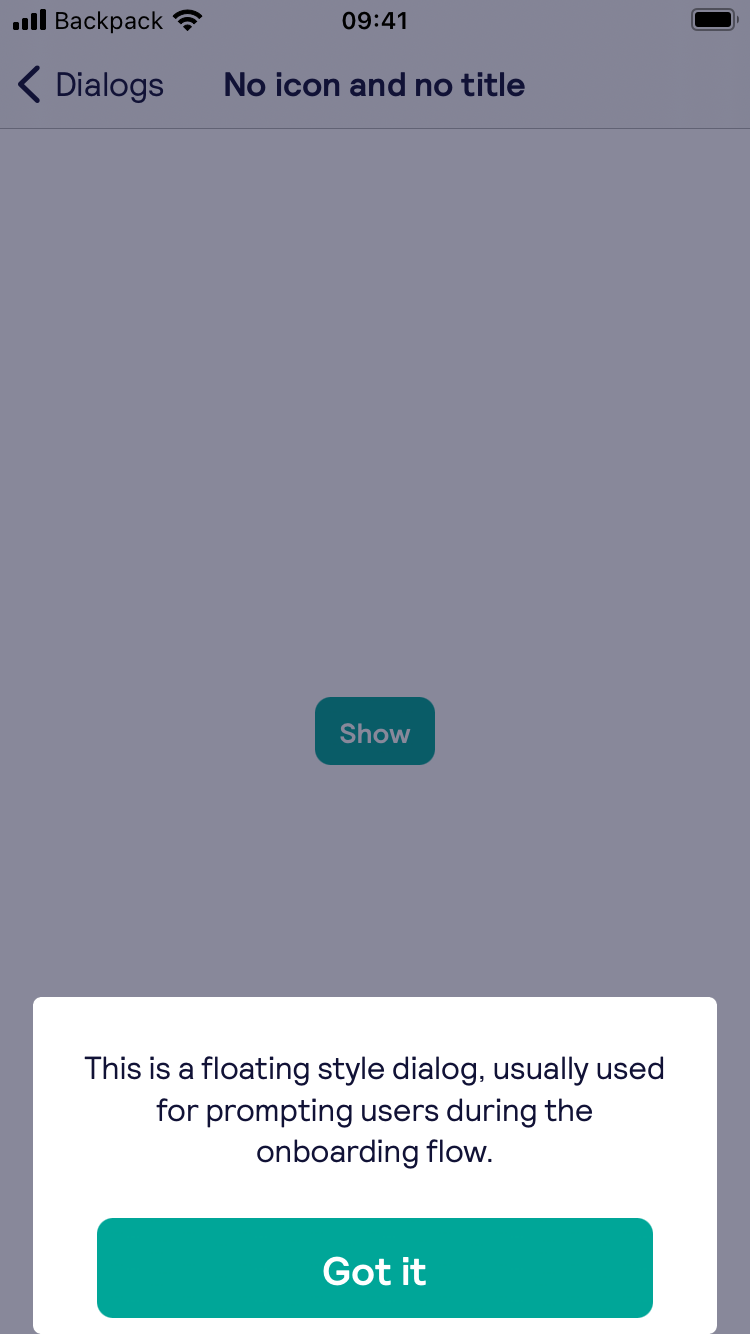 Backpack 09:41
Dialogs No icon and no title
Show
This is a floating style dialog, usually used
for prompting users during the
onboarding flow.
Got it